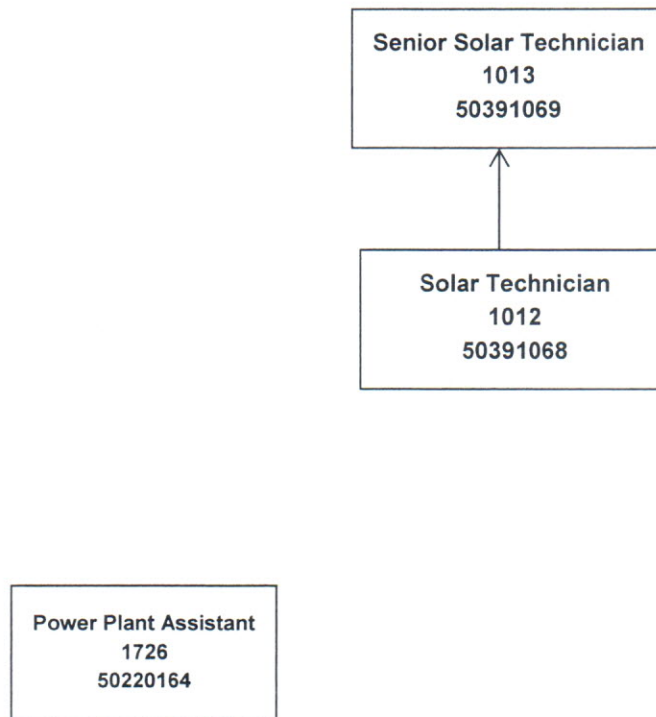 Senior Solar Technician
1013
50391069
Solar Technician
1012
50391068
Power Plant Assistant
1726
50220164